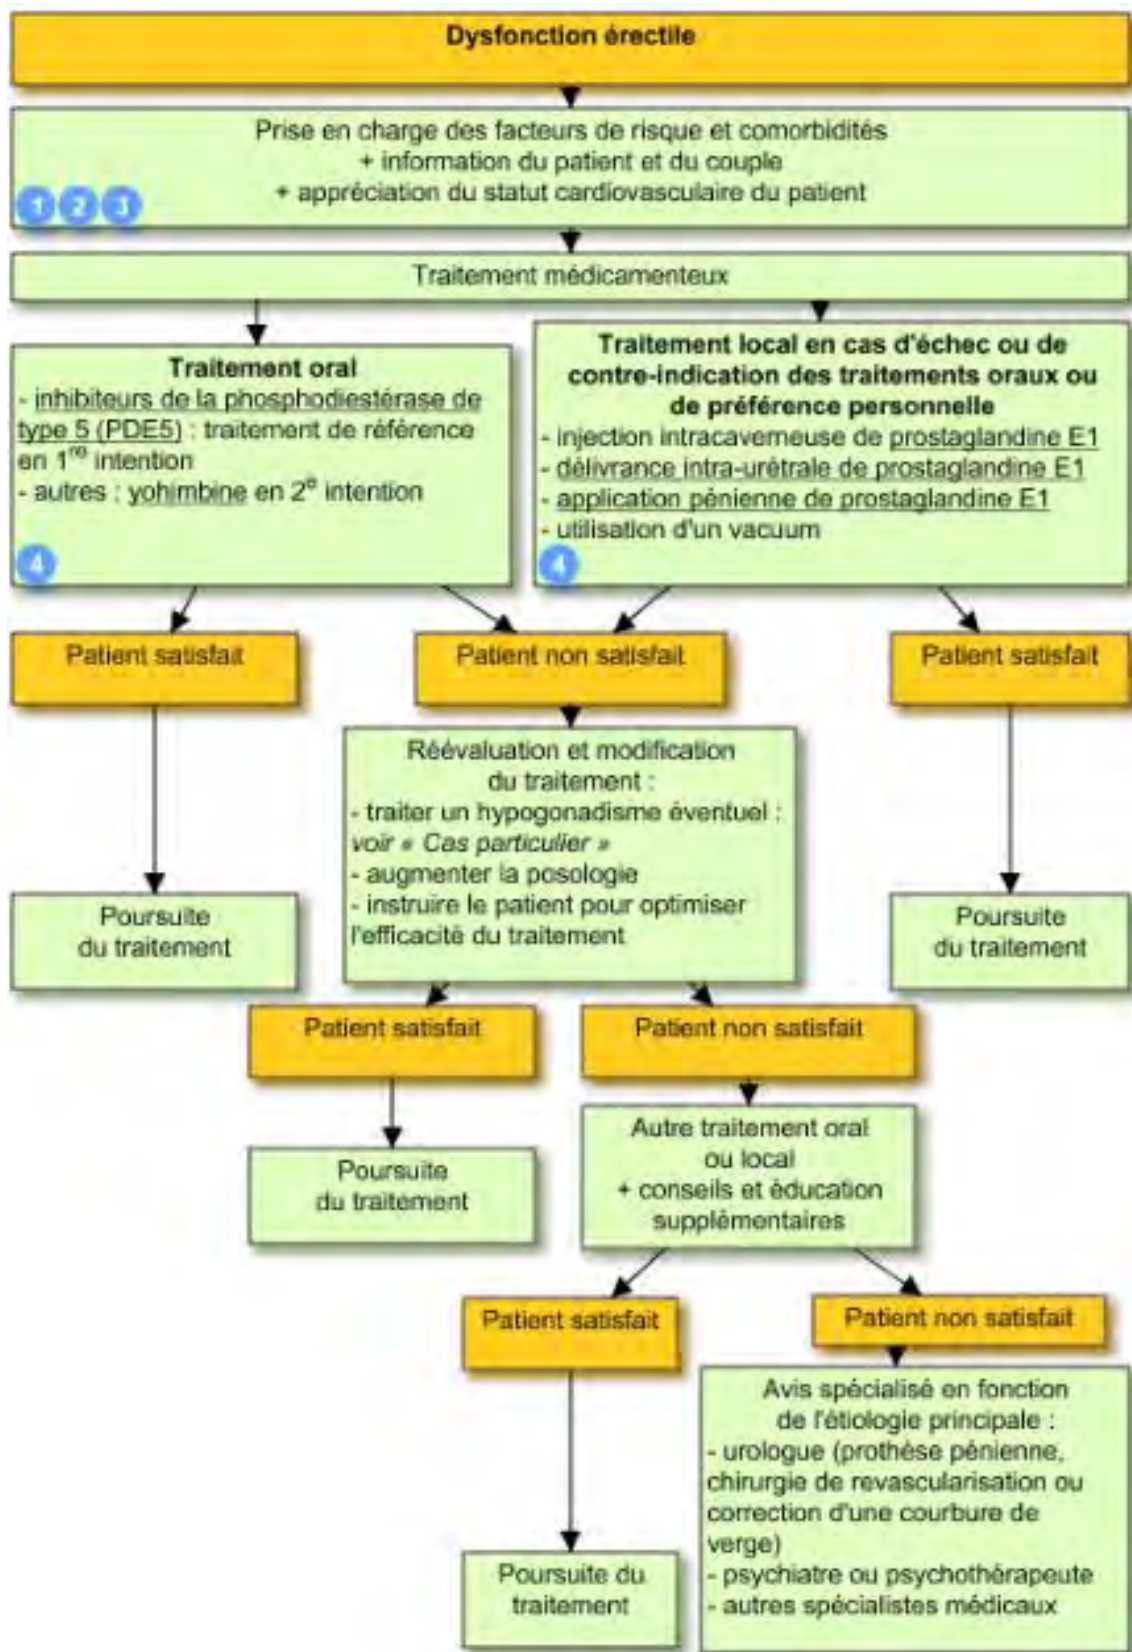 Dysfonction érectile
Prise en charge des facteurs de risque et comorbidités
+ information du patient et du couple
+ appréciation du statut cardiovasculaire du patient
1 2 3
Traitement médicamenteux
Traitement oral
- inhibiteurs de la phosphodiestérase de
type 5 (PDE5) : traitement de référence
en 1re intention
- autres : yohimbine en 2e intention
4
Traitement local en cas d'échec ou de
contre-indication des traitements oraux ou
de préférence personnelle
- injection intracaverneuse de prostaglandine E1
- délivrance intra-urétrale de prostaglandine E1
- application pénienne de prostaglandine E1
- utilisation d'un vacuum
4
Patient satisfait
Patient non satisfait
Patient satisfait
Réévaluation et modification
du traitement :
- traiter un hypogonadisme éventuel :
voir « Cas particulier »
- augmenter la posologie
- instruire le patient pour optimiser
l'efficacité du traitement
Poursuite
du traitement
Poursuite
du traitement
Patient satisfait
Patient non satisfait
Poursuite
du traitement
Autre traitement oral
ou local
+ conseils et éducation
supplémentaires
Patient satisfait
Patient non satisfait
Poursuite du
traitement
Avis spécialisé en fonction
de l'étiologie principale :
- urologue (prothèse pénienne,
chirurgie de revascularisation ou
correction d'une courbure de
verge)
- psychiatre ou psychothérapeute
- autres spécialistes médicaux